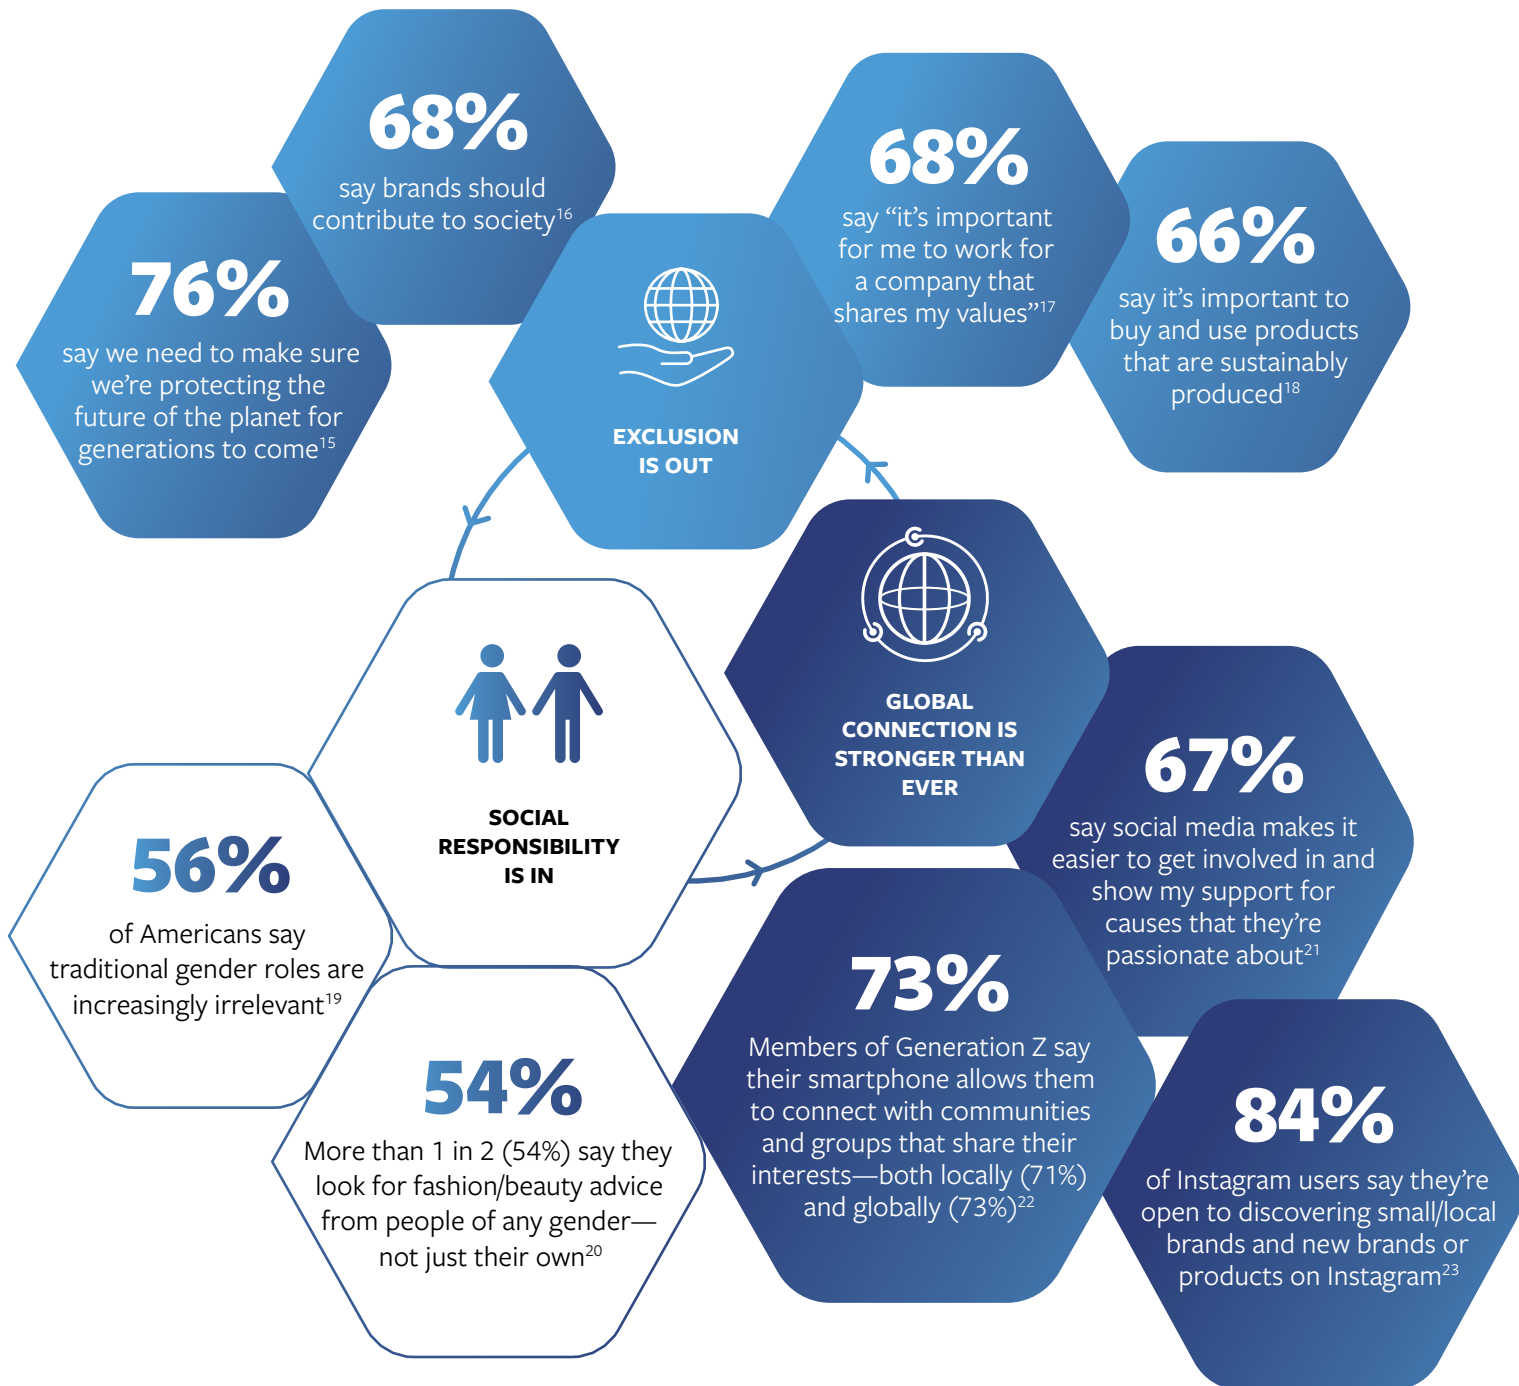 68%
say brands should
contribute to society16
76%
say we need to make sure
we’re protecting the
future of the planet for
generations to come15
EXCLUSION
IS OUT
68%
say “it’s important
for me to work for
a company that
shares my values”17
66%
say it’s important to
buy and use products
that are sustainably
produced18
SOCIAL
RESPONSIBILITY
IS IN
56%
of Americans say
traditional gender roles are
increasingly irrelevant19
54%
More than 1 in 2 (54%) say they
look for fashion/beauty advice
from people of any gender—
not just their own20
GLOBAL
CONNECTION IS
STRONGER THAN
EVER
67%
say social media makes it
easier to get involved in and
show my support for
causes that they’re
passionate about21
73%
Members of Generation Z say
their smartphone allows them
to connect with communities
and groups that share their
interests—both locally (71%)
and globally (73%)22
84%
of Instagram users say they’re
open to discovering small/local
brands and new brands or
products on Instagram23